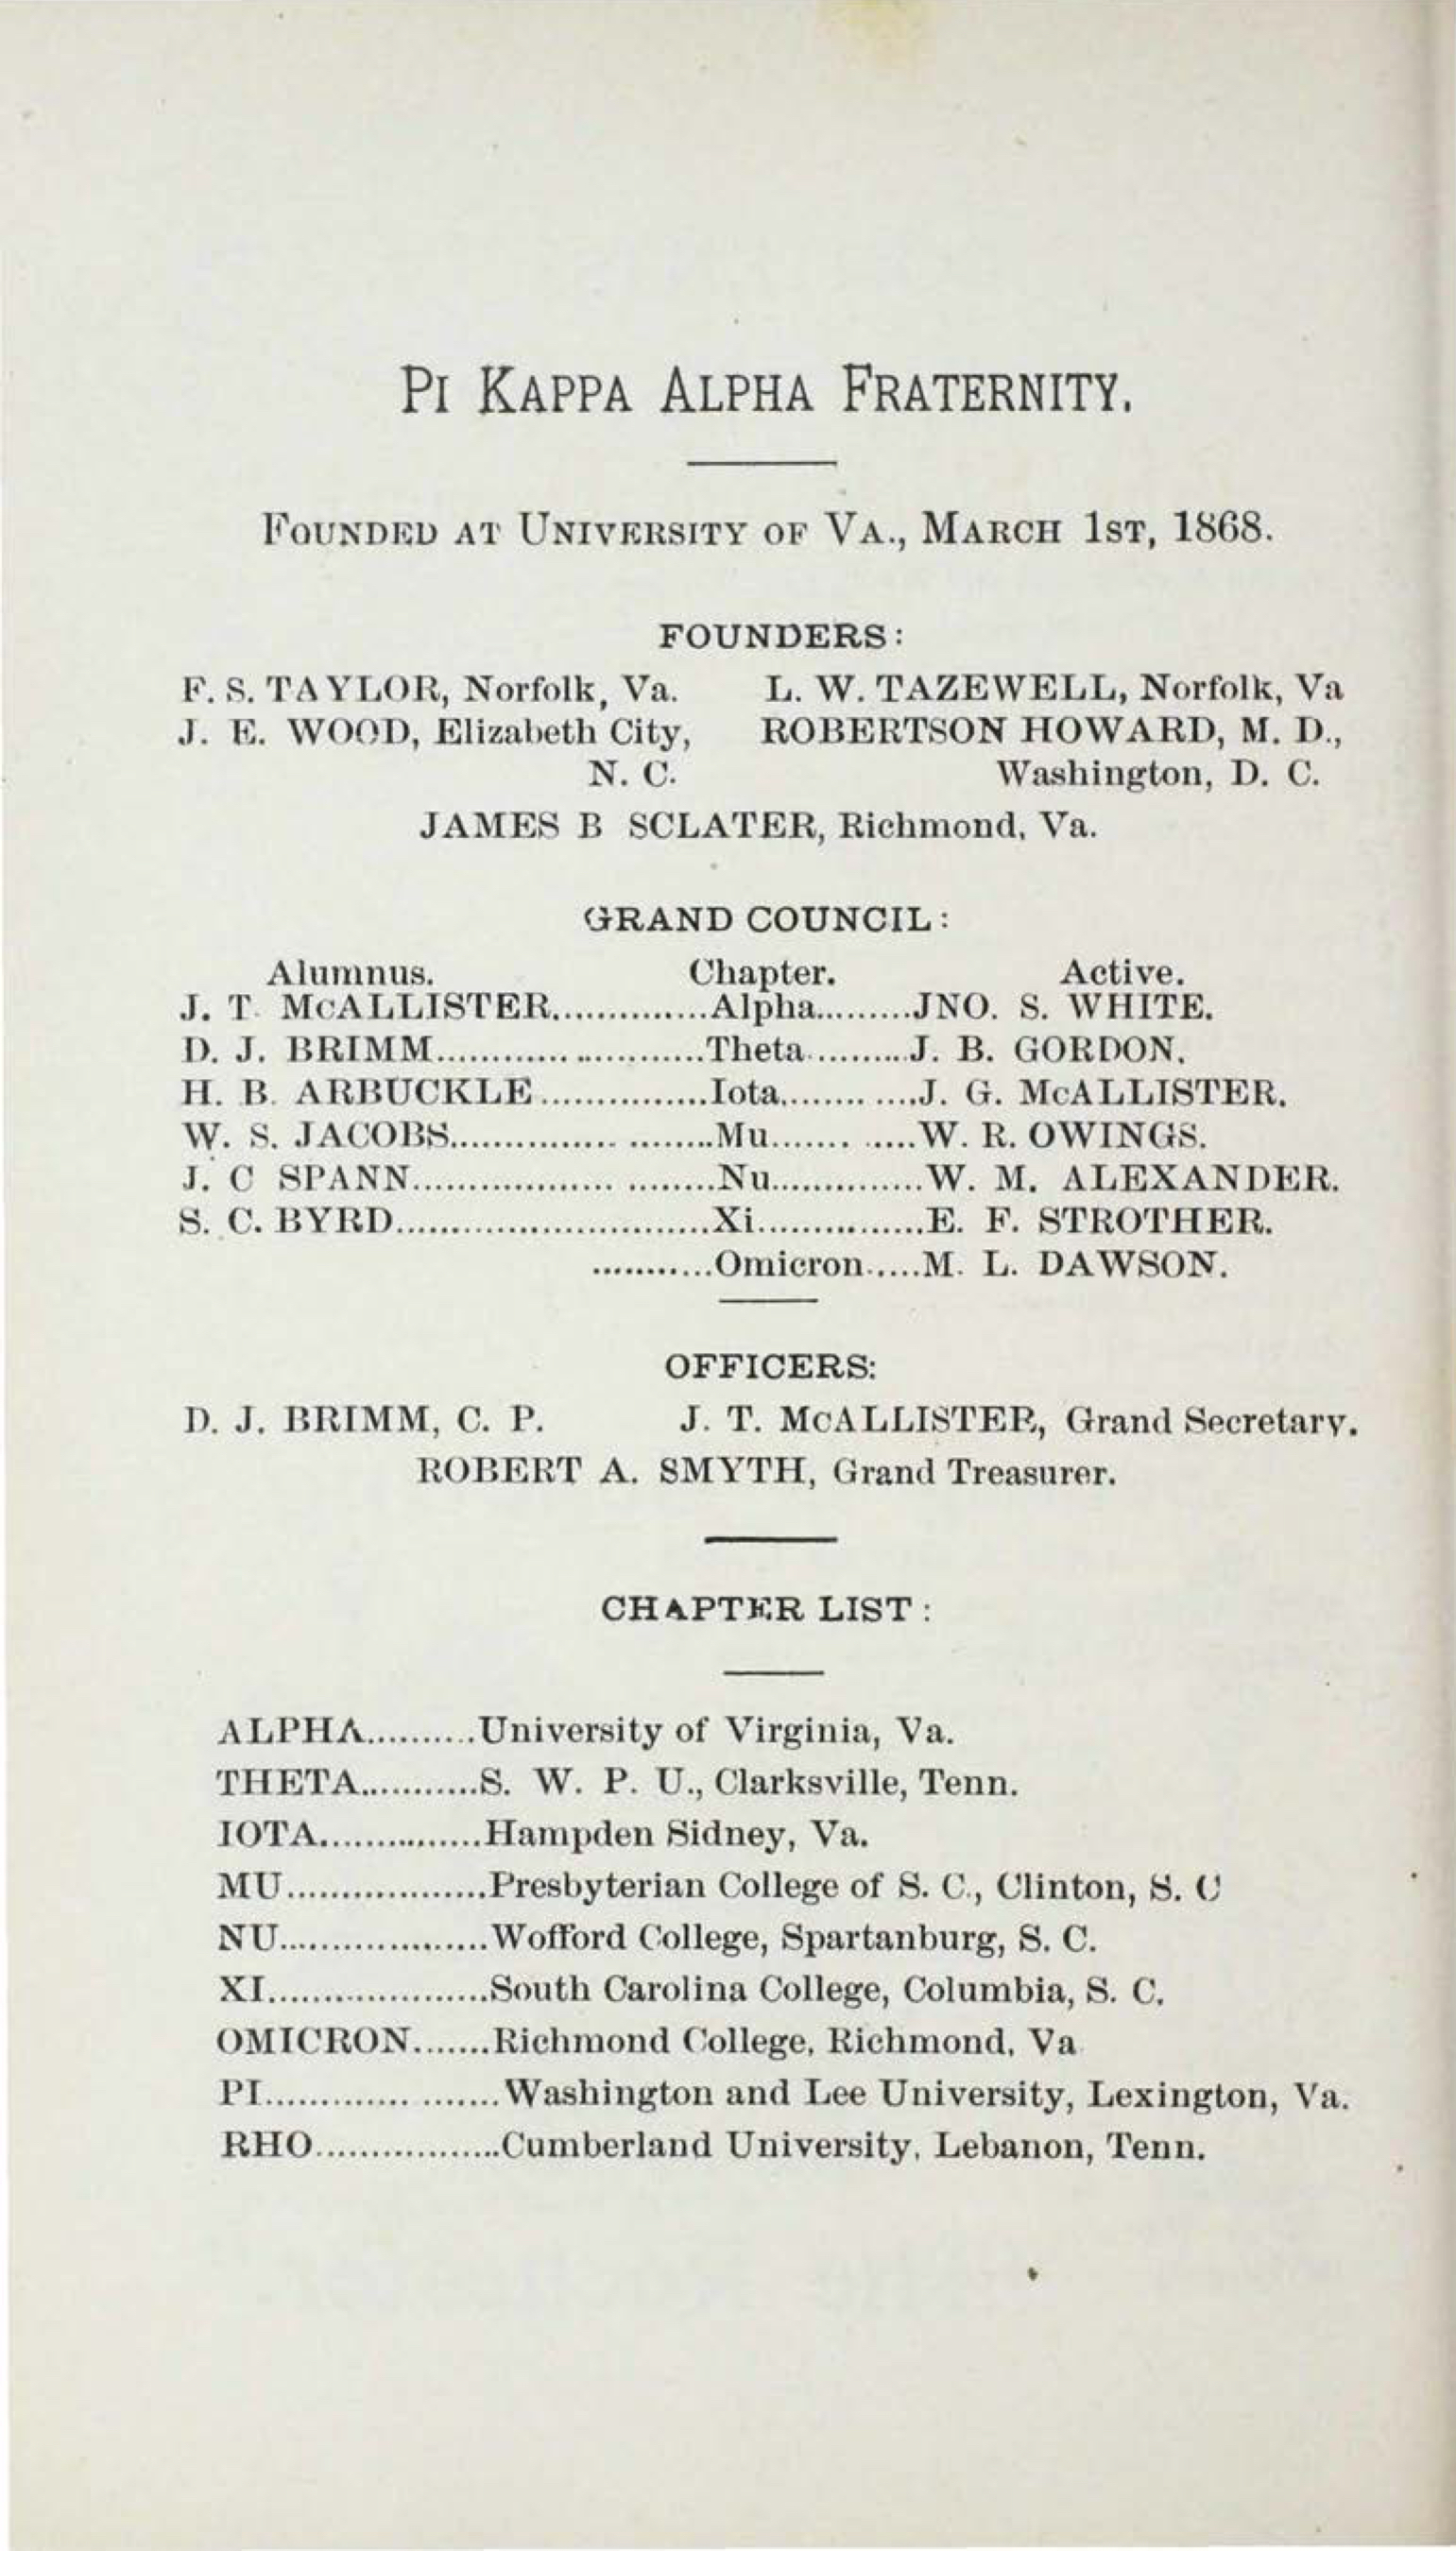 PI KAPPA ALPHA FRATERNITY.
FOUNDED AT UNIVERSITY OF VA., MARCH 1ST, 1868.
FOUNDERS:
F. S. TAYLOR, Norfolk, Va. L. W. TAZEWELL, Norfolk, Va
J. E. WOOD, Elizabeth City, ROBERTSON HOWARD, M. D.,
N. C. Washington, D. C.
JAMES B SCLATER, Richmond, Va.
GRAND COUNCIL:
Alumnus. Chapter. Active.
J. T. McALLISTER..............Alpha.........JNO. S. WHITE.
D. J. BRIMM........................Theta.........J. B. GORDON.
H. B. ARBUCKLE...............Iota............J. G. McALLISTER.
W. S. JACOBS.......................Mu............W. R. OWINGS.
J. C SPANN..........................Nu..............W. M. ALEXANDER.
S. C. BYRD............................Xi...............E. F. STROTHER.
...........Omicron.....M. L. DAWSON.
OFFICERS:
D. J. BRIMM, C. P. J. T. McALLISTER, Grand Secretary.
ROBERT A. SMYTH, Grand Treasurer.
CHAPTER LIST:
ALPHA..........University of Virginia, Va.
THETA...........S. W. P. U., Clarksville, Tenn.
IOTA...............Hampden Sidney, Va.
MU..................Presbyterian College of S. C., Clinton, S. C
NU...................Wofford College, Spartanburg, S. C.
XI....................South Carolina College, Columbia, S. C.
OMICRON.......Richmond College, Richmond, Va
PI....................Washington and Lee University, Lexington, Va.
RHO.................Cumberland University, Lebanon, Tenn.